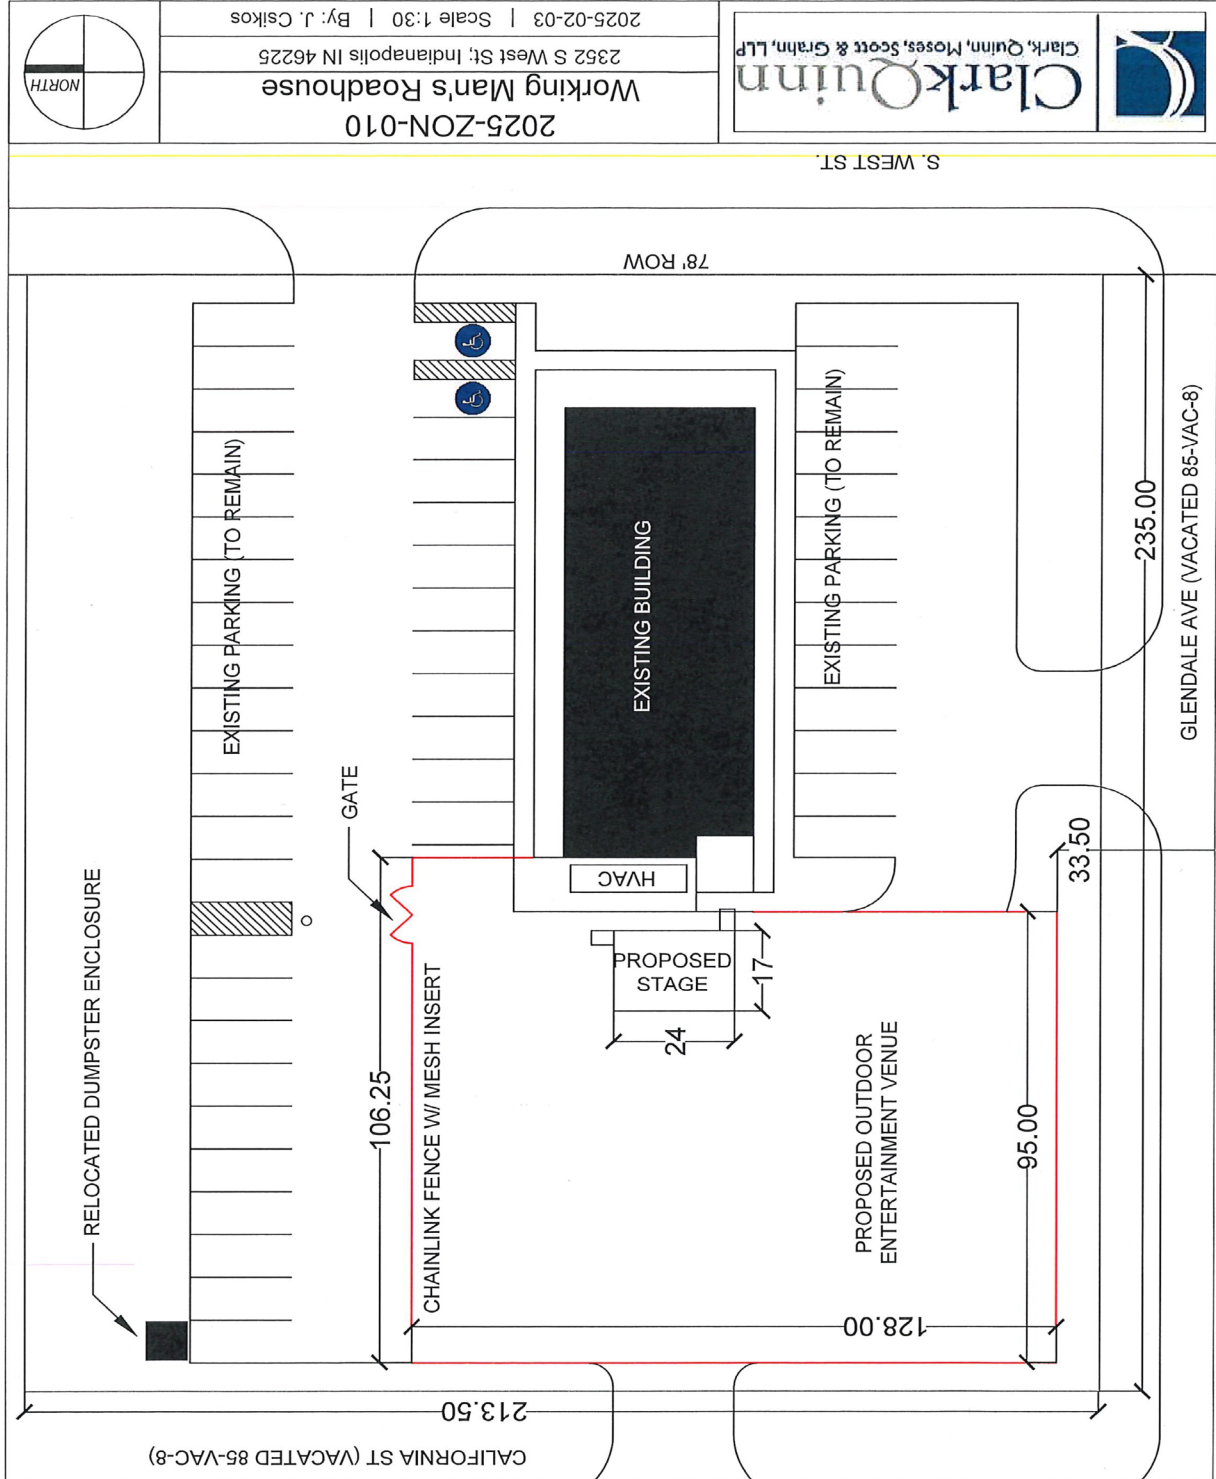 CALIFORNIA ST (VACATED 85-VAC-8)
213.50
RELOCATED DUMPSTER ENCLOSURE
106.25
CHAINLINK FENCE W/ MESH INSERT
128.00
95.00
PROPOSED OUTDOOR
ENTERTAINMENT VENUE
24
17
PROPOSED
STAGE
HVAC
GATE
33.50
EXISTING PARKING (TO REMAIN)
EXISTING BUILDING
EXISTING PARKING (TO REMAIN)
235.00
GLENDALE AVE (VACATED 85-VAC-8)
78' ROW
S. WEST ST.
ClarkQuinn
Clark, Quinn, Moses, Scott & Grahn, LLP
2025-ZON-010
Working Man's Roadhouse
2352 S West St; Indianapolis IN 46225
2025-02-03 | Scale 1:30 | By: J. Csikos
NORTH